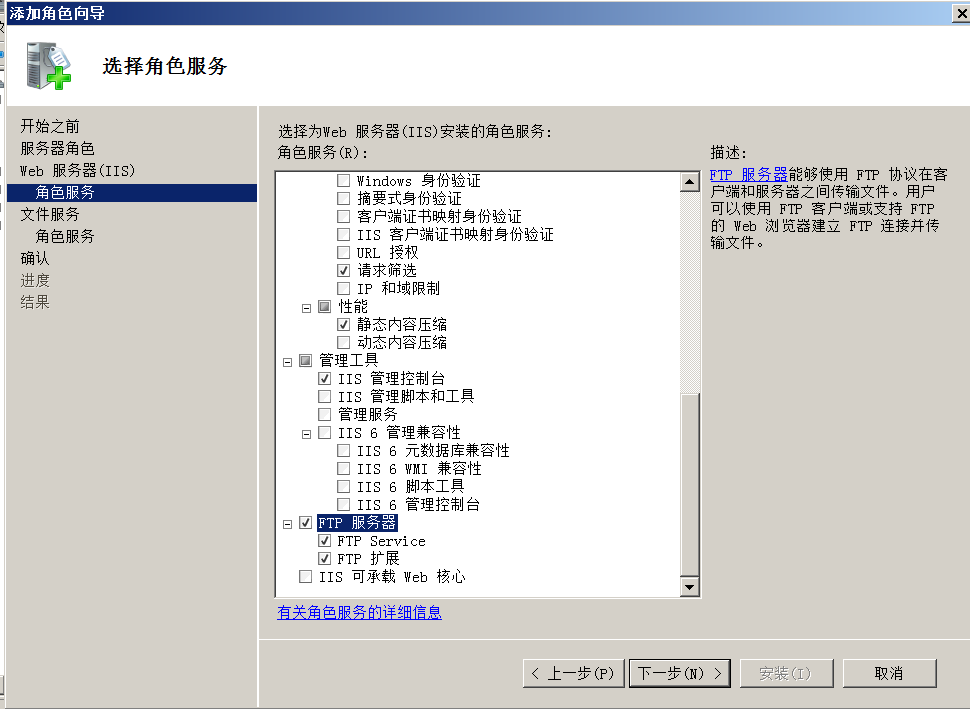 添加角色向导
选择角色服务
开始之前
服务器角色
Web 服务器(IIS)
角色服务
文件服务
角色服务
确认
进度
结果
选择为Web 服务器(IIS)安装的角色服务:
角色服务(R):
Windows 身份验证
摘要式身份验证
客户端证书映射身份验证
IIS 客户端证书映射身份验证
URL 授权
请求筛选
IP 和域限制
性能
静态内容压缩
动态内容压缩
管理工具
IIS 管理控制台
IIS 管理脚本和工具
管理服务
IIS 6 管理兼容性
IIS 6 元数据库兼容性
IIS 6 WMI 兼容性
IIS 6 脚本工具
IIS 6 管理控制台
FTP 服务器
FTP Service
FTP 扩展
IIS 可承载 Web 核心
有关角色服务的详细信息
描述:
FTP 服务器能够使用 FTP 协议在客
户端和服务器之间传输文件。用户
可以使用 FTP 客户端或支持 FTP
的 Web 浏览器建立 FTP 连接并传
输文件。
< 上一步(P)
下一步(N) >
安装(I)
取消